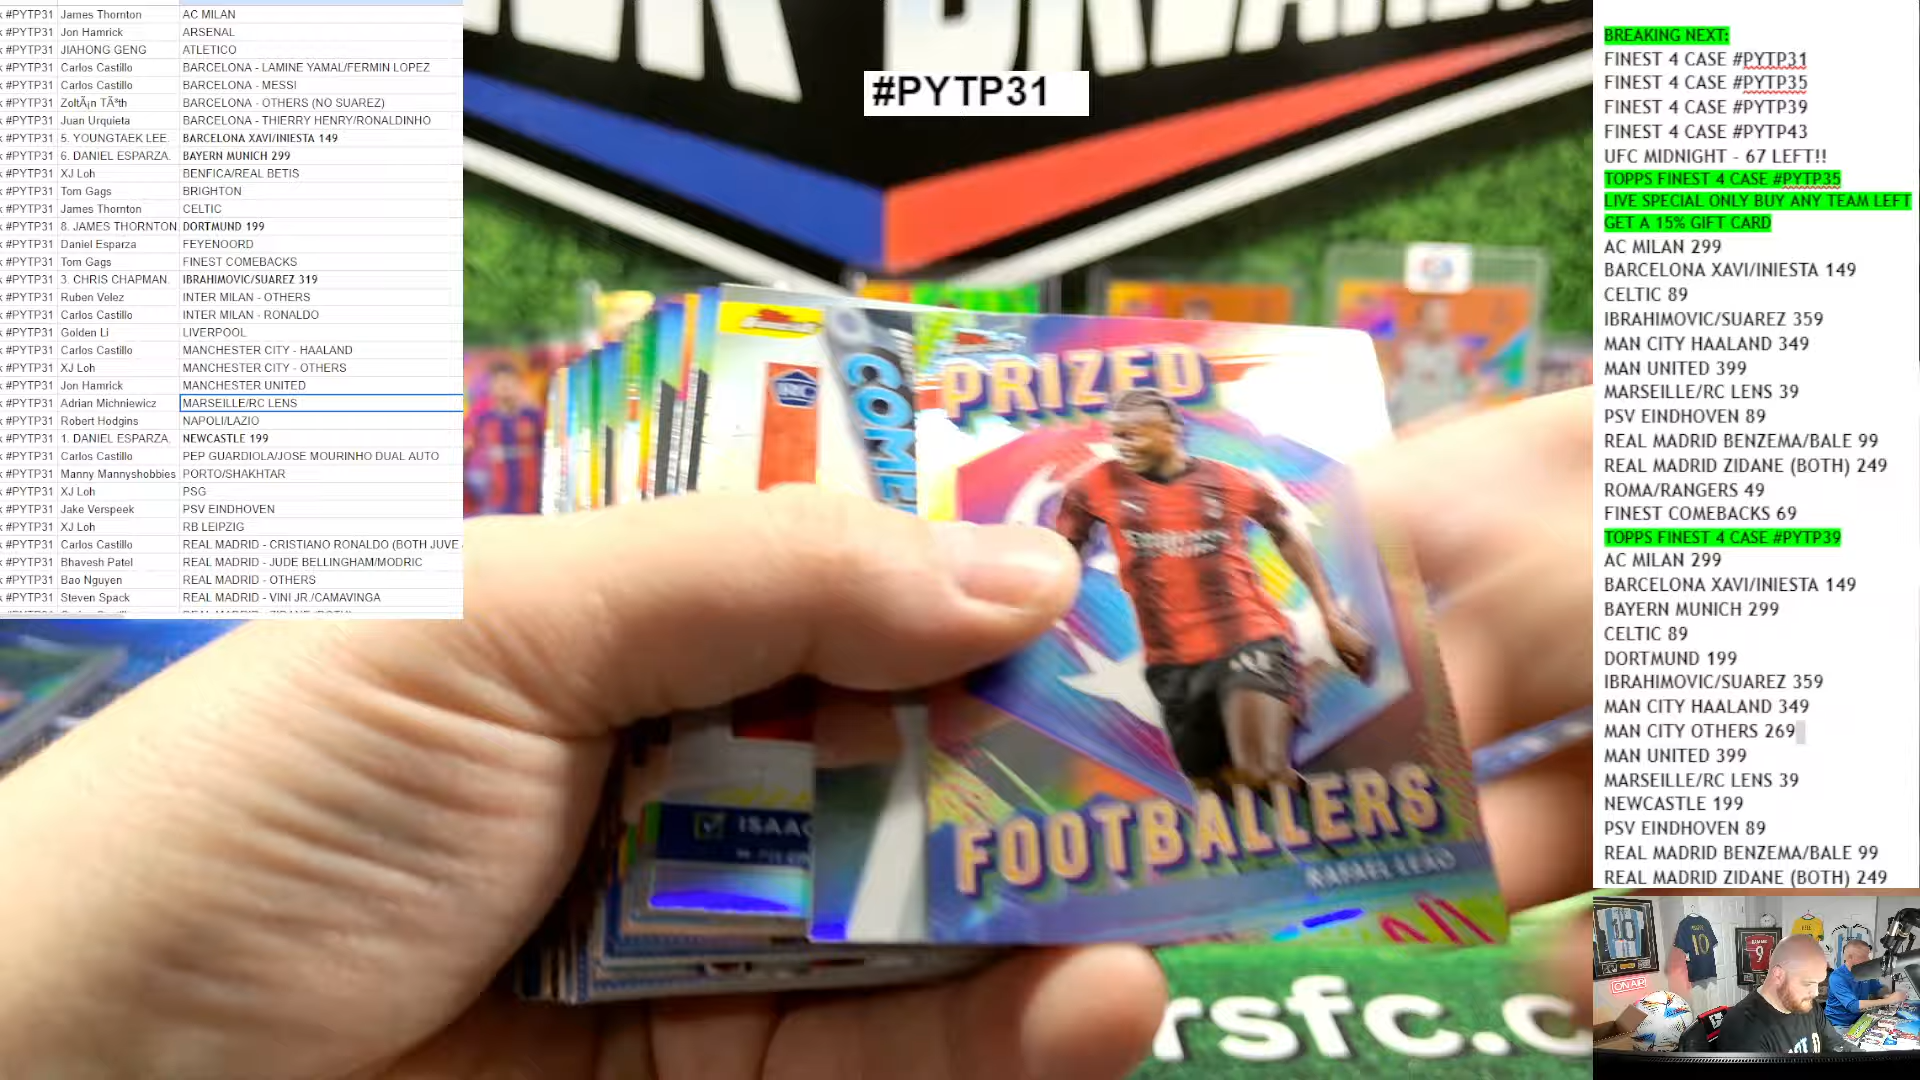 #PYTP31 James Thornton AC MILAN
#PYTP31 Jon Hamrick ARSENAL
#PYTP31 JIAHONG GENG ATLETICO
#PYTP31 Carlos Castillo BARCELONA - LAMINE YAMAL/FERMIN LOPEZ
#PYTP31 Carlos Castillo BARCELONA - MESSI
#PYTP31 ZoltÃ¡n TÃ³th BARCELONA - OTHERS (NO SUAREZ)
#PYTP31 Juan Urquieta BARCELONA - THIERRY HENRY/RONALDINHO
#PYTP31 5. YOUNGTAEK LEE. BARCELONA XAVI/INIESTA 149
#PYTP31 6. DANIEL ESPARZA. BAYERN MUNICH 299
#PYTP31 XJ Loh BENFICA/REAL BETIS
#PYTP31 Tom Gags BRIGHTON
#PYTP31 James Thornton CELTIC
#PYTP31 8. JAMES THORNTON. DORTMUND 199
#PYTP31 Daniel Esparza FEYENOORD
#PYTP31 Tom Gags FINEST COMEBACKS
#PYTP31 3. CHRIS CHAPMAN. IBRAHIMOVIC/SUAREZ 319
#PYTP31 Ruben Velez INTER MILAN - OTHERS
#PYTP31 Carlos Castillo INTER MILAN - RONALDO
#PYTP31 Golden Li LIVERPOOL
#PYTP31 Carlos Castillo MANCHESTER CITY - HAALAND
#PYTP31 XJ Loh MANCHESTER CITY - OTHERS
#PYTP31 Jon Hamrick MANCHESTER UNITED
#PYTP31 Adrian Michniewicz MARSEILLE/RC LENS
#PYTP31 Robert Hodgins NAPOLI/LAZIO
#PYTP31 1. DANIEL ESPARZA. NEWCASTLE 199
#PYTP31 Carlos Castillo PEP GUARDIOLA/JOSE MOURINHO DUAL AUTO
#PYTP31 Manny Mannyshobbies PORTO/SHAKHTAR
#PYTP31 XJ Loh PSG
#PYTP31 Jake Verspeek PSV EINDHOVEN
#PYTP31 XJ Loh RB LEIPZIG
#PYTP31 Carlos Castillo REAL MADRID - CRISTIANO RONALDO (BOTH JUVE
#PYTP31 Bhavesh Patel REAL MADRID - JUDE BELLINGHAM/MODRIC
#PYTP31 Bao Nguyen REAL MADRID - OTHERS
#PYTP31 Steven Spack REAL MADRID - VINI JR./CAMAVINGA
#PYTP31
PRIZED
FOOTBALLERS
RAFAEL LEÃO
COME
ISAAC
rsfc.c
BREAKING NEXT:
FINEST 4 CASE #PYTP31
FINEST 4 CASE #PYTP35
FINEST 4 CASE #PYTP39
FINEST 4 CASE #PYTP43
UFC MIDNIGHT - 67 LEFT!!
TOPPS FINEST 4 CASE #PYTP35
LIVE SPECIAL ONLY BUY ANY TEAM LEFT
GET A 15% GIFT CARD
AC MILAN 299
BARCELONA XAVI/INIESTA 149
CELTIC 89
IBRAHIMOVIC/SUAREZ 359
MAN CITY HAALAND 349
MAN UNITED 399
MARSEILLE/RC LENS 39
PSV EINDHOVEN 89
REAL MADRID BENZEMA/BALE 99
REAL MADRID ZIDANE (BOTH) 249
ROMA/RANGERS 49
FINEST COMEBACKS 69
TOPPS FINEST 4 CASE #PYTP39
AC MILAN 299
BARCELONA XAVI/INIESTA 149
BAYERN MUNICH 299
CELTIC 89
DORTMUND 199
IBRAHIMOVIC/SUAREZ 359
MAN CITY HAALAND 349
MAN CITY OTHERS 269
MAN UNITED 399
MARSEILLE/RC LENS 39
NEWCASTLE 199
PSV EINDHOVEN 89
REAL MADRID BENZEMA/BALE 99
REAL MADRID ZIDANE (BOTH) 249
ON AIR